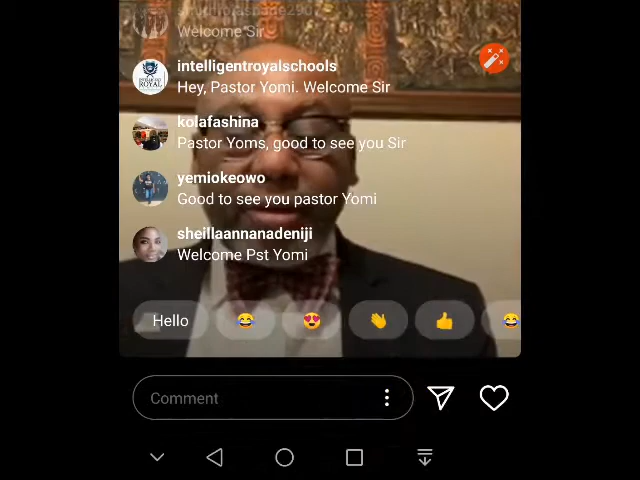 Welcome Sir
intelligentroyalschools
Hey, Pastor Yomi. Welcome Sir
kolafashina
Pastor Yoms, good to see you Sir
yemiokeowo
Good to see you pastor Yomi
sheillaannanadeniji
Welcome Pst Yomi
Hello
Comment